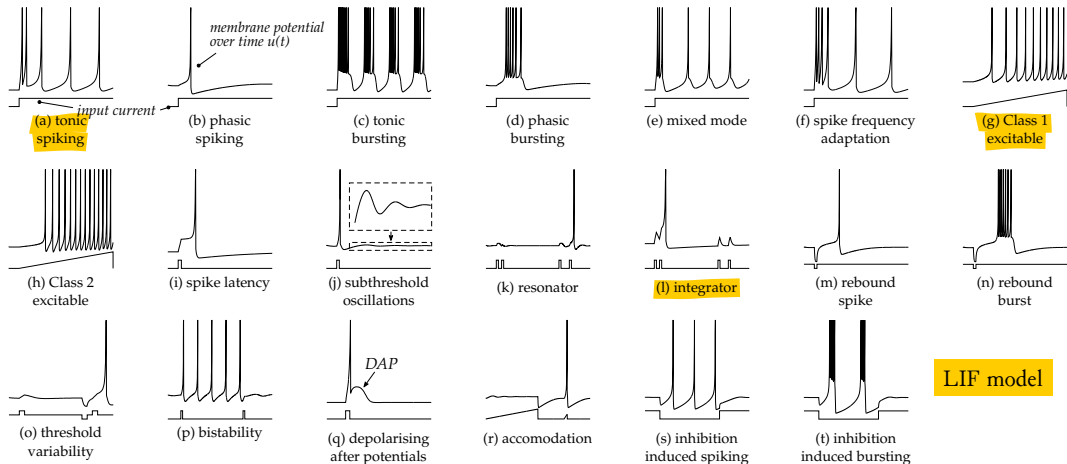 membrane potential
over time u(t)
input current
(a) tonic
spiking
(b) phasic
spiking
(c) tonic
bursting
(d) phasic
bursting
(e) mixed mode
(f) spike frequency
adaptation
(g) Class 1
excitable
(h) Class 2
excitable
(i) spike latency
(j) subthreshold
oscillations
(k) resonator
(l) integrator
(m) rebound
spike
(n) rebound
burst
DAP
LIF model
(o) threshold
variability
(p) bistability
(q) depolarising
after potentials
(r) accomodation
(s) inhibition
induced spiking
(t) inhibition
induced bursting